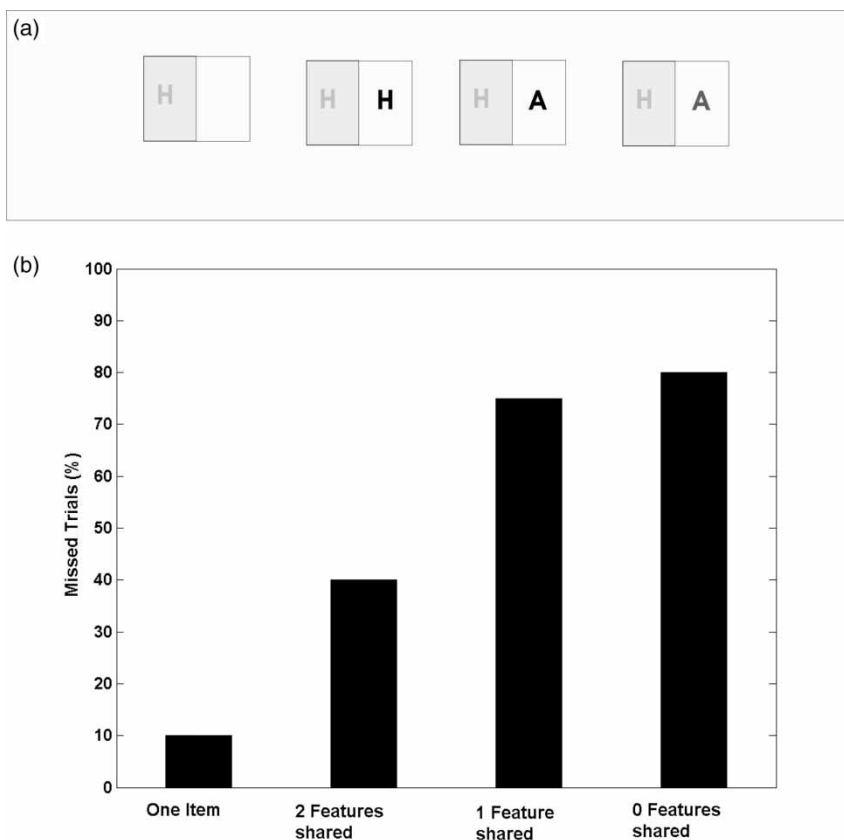 (a)
H
H H
H A
H A
(b)
100
90
80
70
60
50
40
30
20
10
0
Missed Trials (%)
One Item
2 Features
shared
1 Feature
shared
0 Features
shared